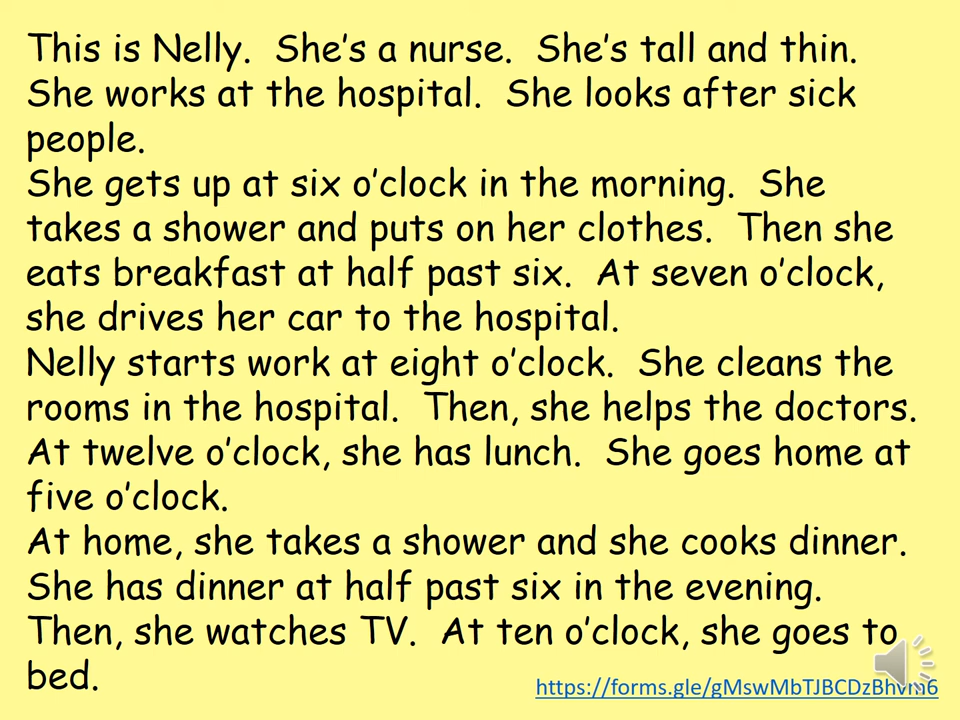 This is Nelly.  She’s a nurse.  She’s tall and thin.
She works at the hospital.  She looks after sick
people.
She gets up at six o’clock in the morning.  She
takes a shower and puts on her clothes.  Then she
eats breakfast at half past six.  At seven o’clock,
she drives her car to the hospital.
Nelly starts work at eight o’clock.  She cleans the
rooms in the hospital.  Then, she helps the doctors.
At twelve o’clock, she has lunch.  She goes home at
five o’clock.
At home, she takes a shower and she cooks dinner.
She has dinner at half past six in the evening.
Then, she watches TV.  At ten o’clock, she goes to
bed.
https://forms.gle/gMswMbTJBCDzBhvm6